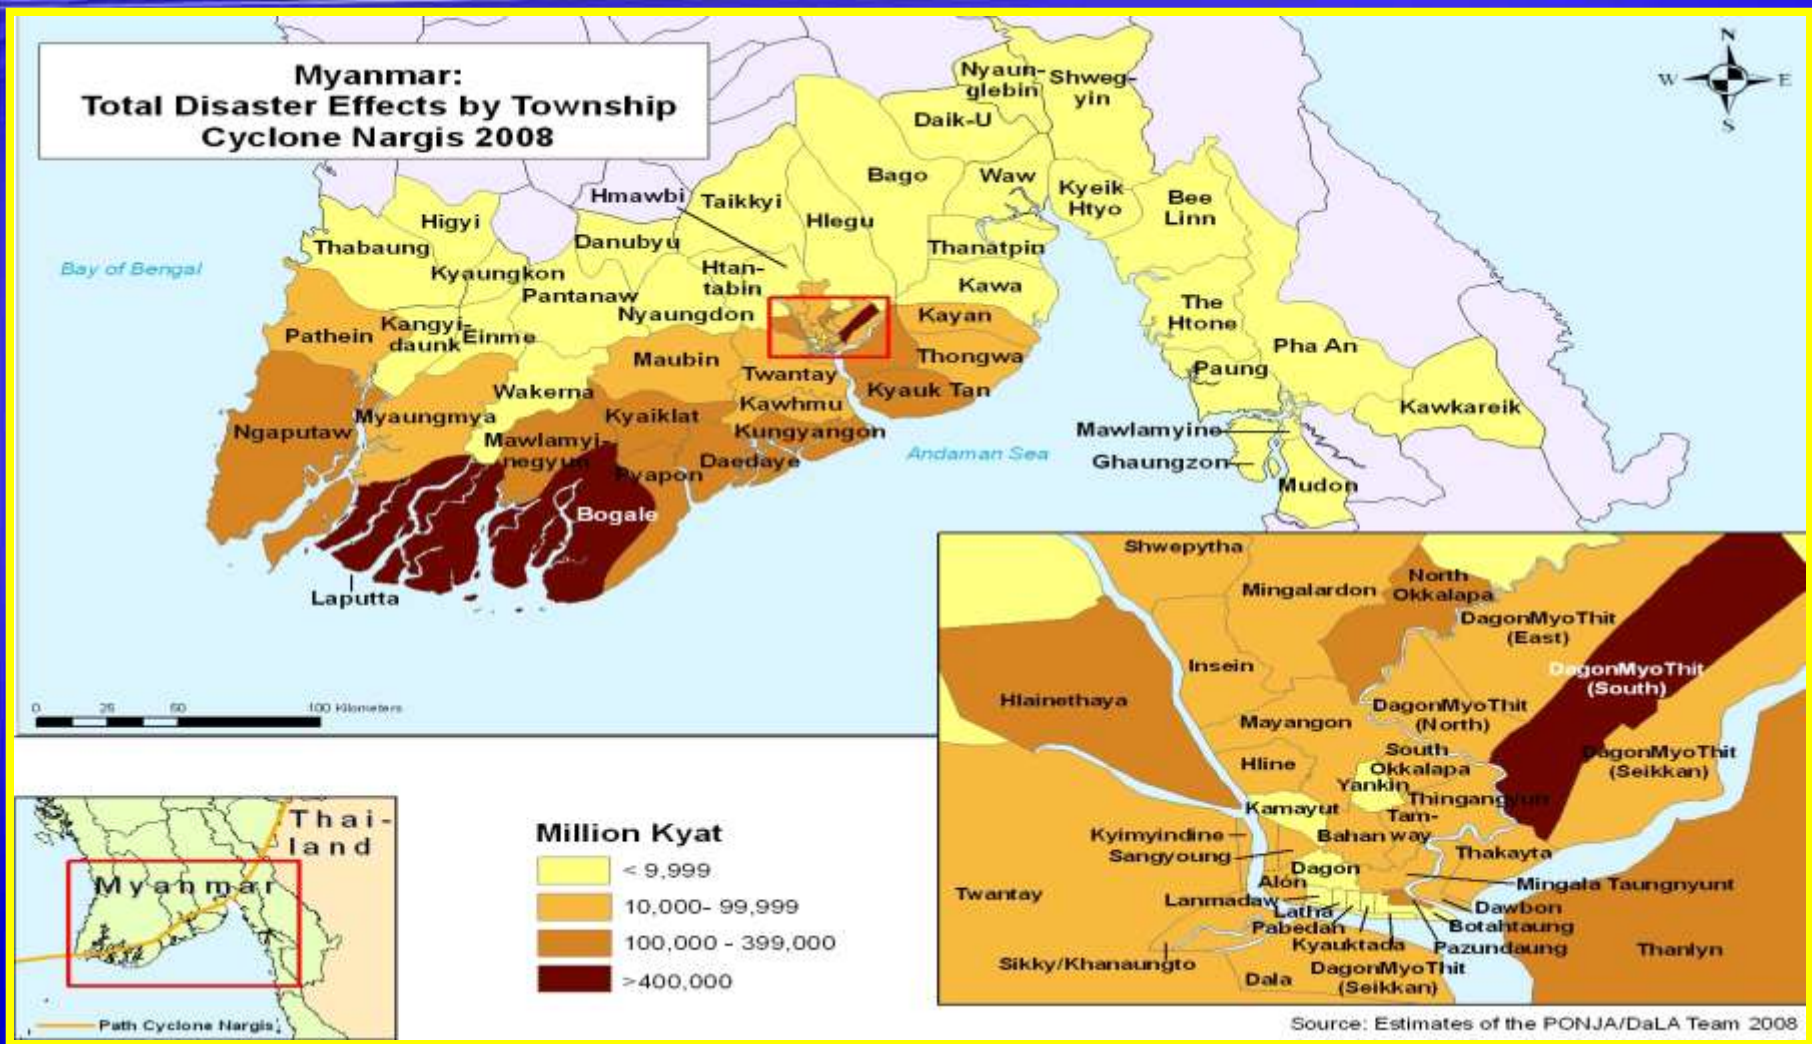 Myanmar:
Total Disaster Effects by Township
Cyclone Nargis 2008
N
W
E
S
Nyaun-
glebin
Shweg-
yin
Daik-U
Bago
Waw
Kyeik
Htyo
Bee
Linn
Hmawbi
Taikkyi
Hlegu
Higyi
Thabaung
Danubyu
Thanatpin
Bay of Bengal
Kyaungkon
Htan-
tabin
Kawa
Pantanaw
Nyaungdon
Kayan
The
Htone
Pathein
Kangyi-
daunk
Einme
Maubin
Thongwa
Pha An
Twantay
Paung
Wakerna
Kyauk Tan
Kawhmu
Myaungmya
Kyaiklat
Kawkareik
Ngaputaw
Kungyangon
Mawlamyine
Mawlamyi-
negyun
Andaman Sea
Daedaye
Ghaungzon
Pyapon
Mudon
Bogale
Laputta
0 25 50 100 Kilometers
Shwepytha
Mingalardon
North
Okkalapa
DagonMyoThit
(East)
Insein
DagonMyoThit
(South)
Hlainethaya
DagonMyoThit
(North)
Mayangon
South
Okkalapa
DagonMyoThit
(Seikkan)
Hline
Yankin
Thingangyun
Kamayut
Tam-
way
Kyimyindine
Bahan
Sangyoung
Thakayta
Dagon
Alon
Mingala Taungnyunt
Twantay
Lanmadaw
Dawbon
Latha
Botahtaung
Pabedan
Kyauktada
Pazundaung
Thanlyn
Sikky/Khanaungto
DagonMyoThit
(Seikkan)
Dala
Thai-
land
Myanmar
Path Cyclone Nargis
Million Kyat
< 9,999
10,000- 99,999
100,000 - 399,000
>400,000
Source: Estimates of the PONJA/DaLA Team 2008